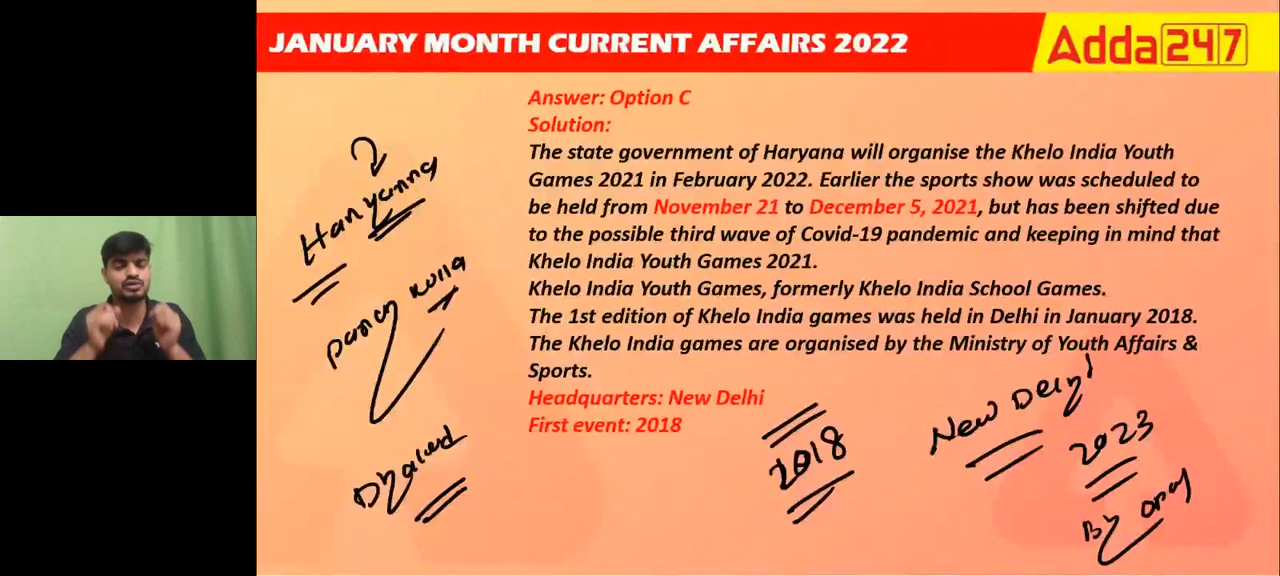 JANUARY MONTH CURRENT AFFAIRS 2022
Adda247
Answer: Option C
Solution:
The state government of Haryana will organise the Khelo India Youth
Games 2021 in February 2022. Earlier the sports show was scheduled to
be held from November 21 to December 5, 2021, but has been shifted due
to the possible third wave of Covid-19 pandemic and keeping in mind that
Khelo India Youth Games 2021.
Khelo India Youth Games, formerly Khelo India School Games.
The 1st edition of Khelo India games was held in Delhi in January 2018.
The Khelo India games are organised by the Ministry of Youth Affairs &
Sports.
Headquarters: New Delhi
First event: 2018
2018
New Delhi
2023